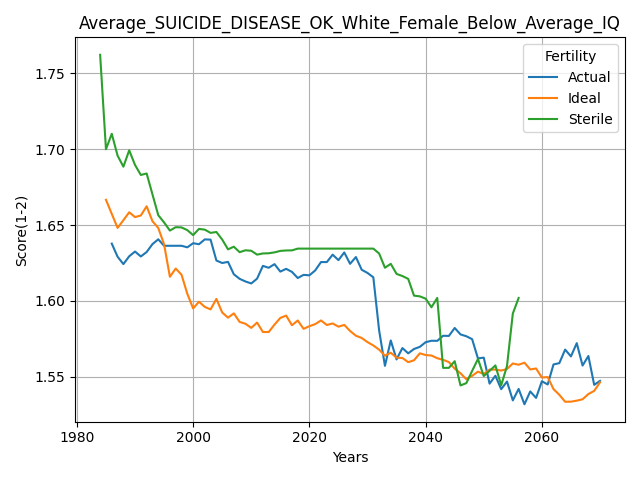 Average_SUICIDE_DISEASE_OK_White_Female_Below_Average_IQ
Fertility
Actual
Ideal
Sterile
1.75
1.70
1.65
1.60
1.55
Score(1-2)
1980
2000
2020
2040
2060
Years